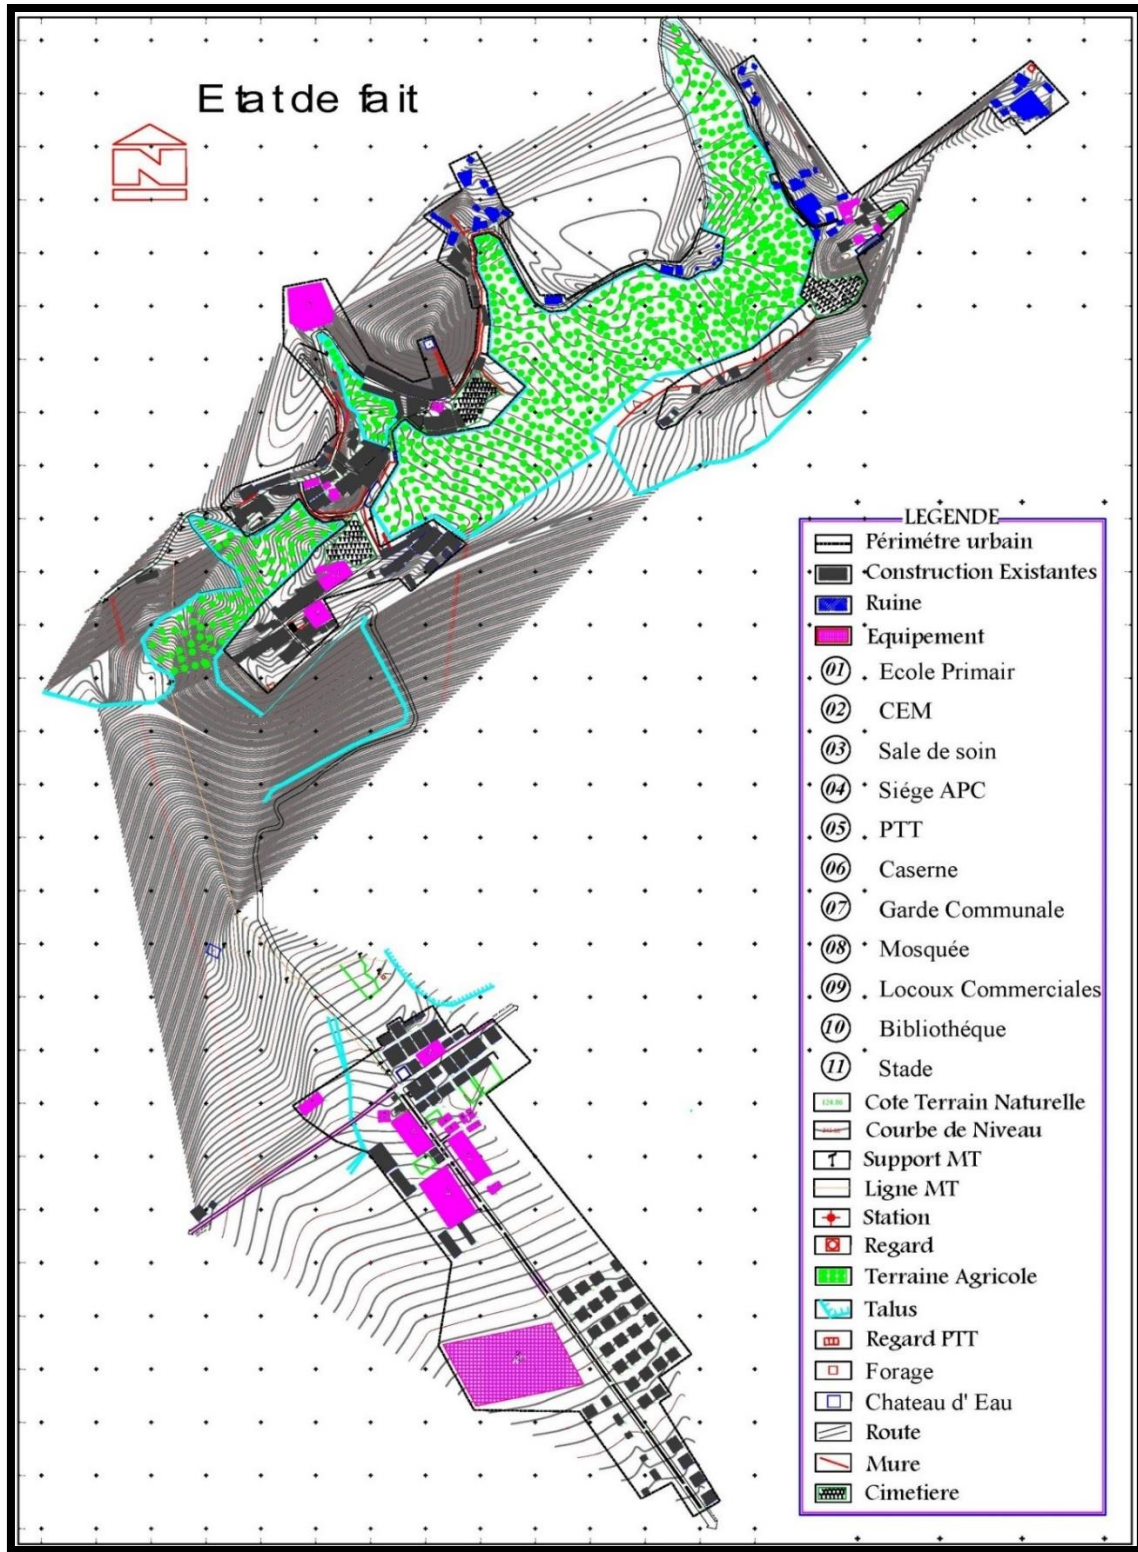 Etat de fait
N
LEGENDE
Périmétre urbain
Construction Existantes
Ruine
Equipement
01 Ecole Primair
02 CEM
03 Sale de soin
04 Siége APC
05 PTT
06 Caserne
07 Garde Communale
08 Mosquée
09 Locoux Commerciales
10 Bibliothéque
11 Stade
Cote Terrain Naturelle
Courbe de Niveau
Support MT
Ligne MT
Station
Regard
Terraine Agricole
Talus
Regard PTT
Forage
Chateau d' Eau
Route
Mure
Cimetiere